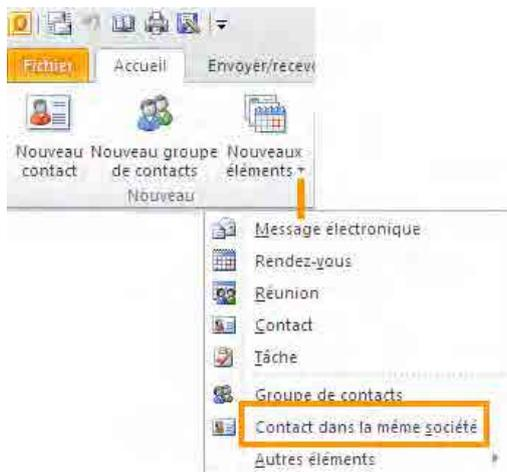 Fichier Accueil Envoyer/recev
Nouveau contact
Nouveau groupe de contacts
Nouveaux éléments
Nouveau
Message électronique
Rendez-vous
Réunion
Contact
Tâche
Groupe de contacts
Contact dans la même société
Autres éléments